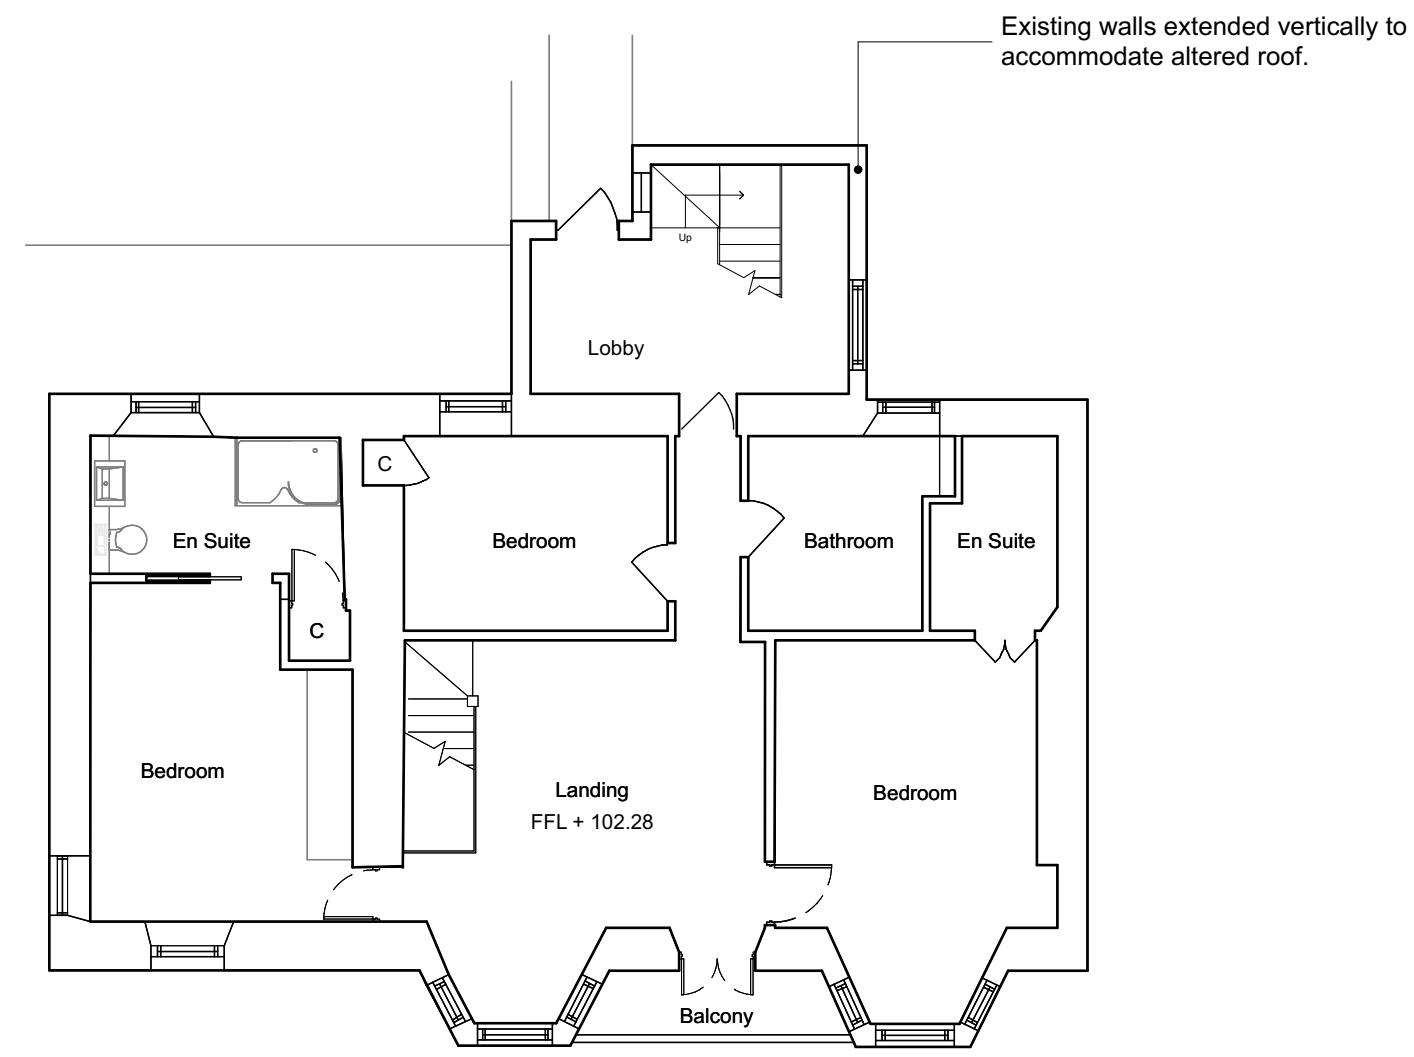 Existing walls extended vertically to
accommodate altered roof.
Up
Lobby
C
En Suite
Bedroom
Bathroom
En Suite
C
Bedroom
Landing
FFL + 102.28
Bedroom
Balcony